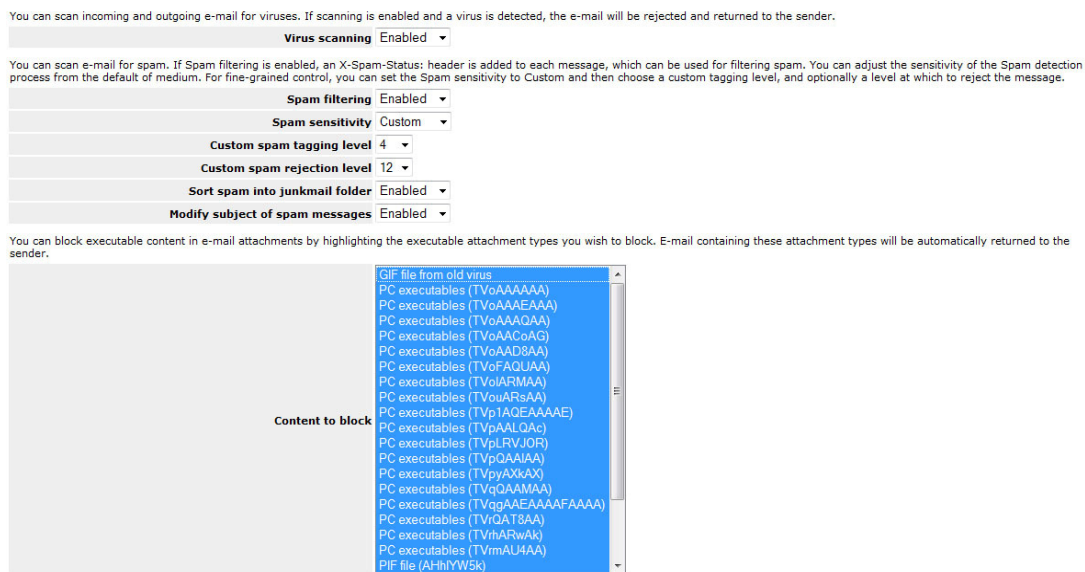 You can scan incoming and outgoing e-mail for viruses. If scanning is enabled and a virus is detected, the e-mail will be rejected and returned to the sender.
Virus scanning Enabled
You can scan e-mail for spam. If Spam filtering is enabled, an X-Spam-Status: header is added to each message, which can be used for filtering spam. You can adjust the sensitivity of the Spam detection
process from the default of medium. For fine-grained control, you can set the Spam sensitivity to Custom and then choose a custom tagging level, and optionally a level at which to reject the message.
Spam filtering Enabled
Spam sensitivity Custom
Custom spam tagging level 4
Custom spam rejection level 12
Sort spam into junkmail folder Enabled
Modify subject of spam messages Enabled
You can block executable content in e-mail attachments by highlighting the executable attachment types you wish to block. E-mail containing these attachment types will be automatically returned to the
sender.
Content to block
GIF file from old virus
PC executables (TVoAAAAAA)
PC executables (TVoAAAEAAA)
PC executables (TVoAAAQAA)
PC executables (TVoAACoAG)
PC executables (TVoAAD8AA)
PC executables (TVoFAQUAA)
PC executables (TVolARMAA)
PC executables (TVouARsAA)
PC executables (TVp1AQEAAAAE)
PC executables (TVpAALQAc)
PC executables (TVpLRVJOR)
PC executables (TVpQAAIAA)
PC executables (TVpyAXkAX)
PC executables (TVqQAAMAA)
PC executables (TVqgAAEAAAAFAAAA)
PC executables (TVrQAT8AA)
PC executables (TVrhARwAk)
PC executables (TVrmAU4AA)
PIF file (AHhlYW5k)